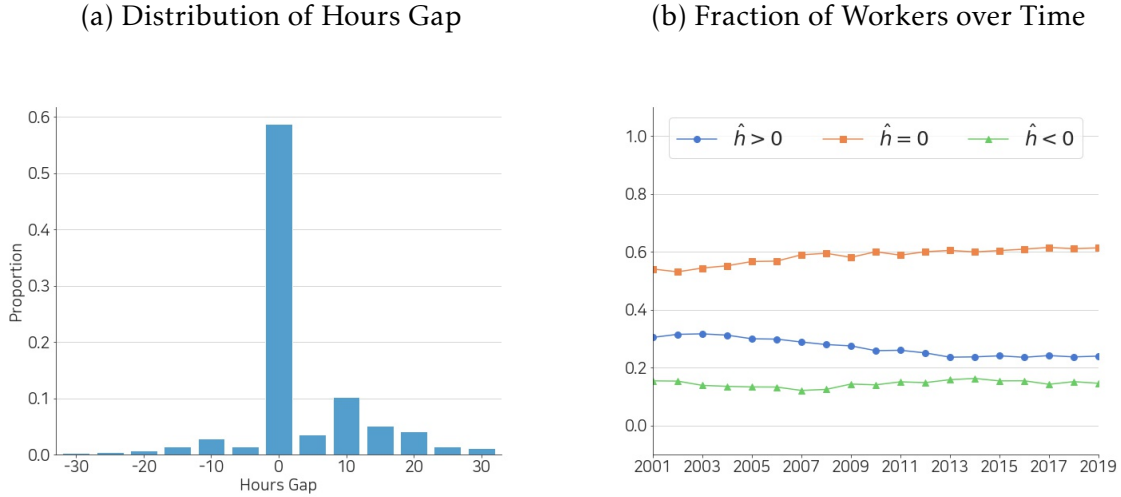 (a) Distribution of Hours Gap
0.6
0.5
0.4
0.3
0.2
0.1
0.0
Proportion
-30 -20 -10 0 10 20 30
Hours Gap
(b) Fraction of Workers over Time
ĥ > 0 ĥ = 0 ĥ < 0
1.0
0.8
0.6
0.4
0.2
0.0
2001 2003 2005 2007 2009 2011 2013 2015 2017 2019